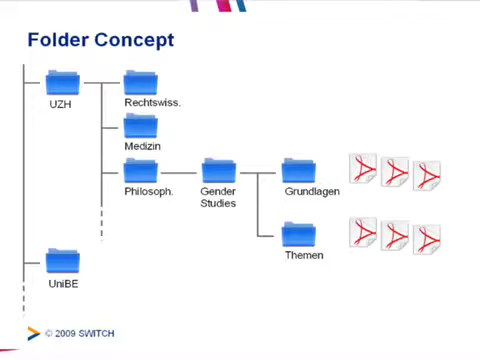 Folder Concept
UZH
Rechtswiss.
Medizin
Philosoph.
Gender
Studies
Grundlagen
Themen
UniBE
© 2009 SWITCH